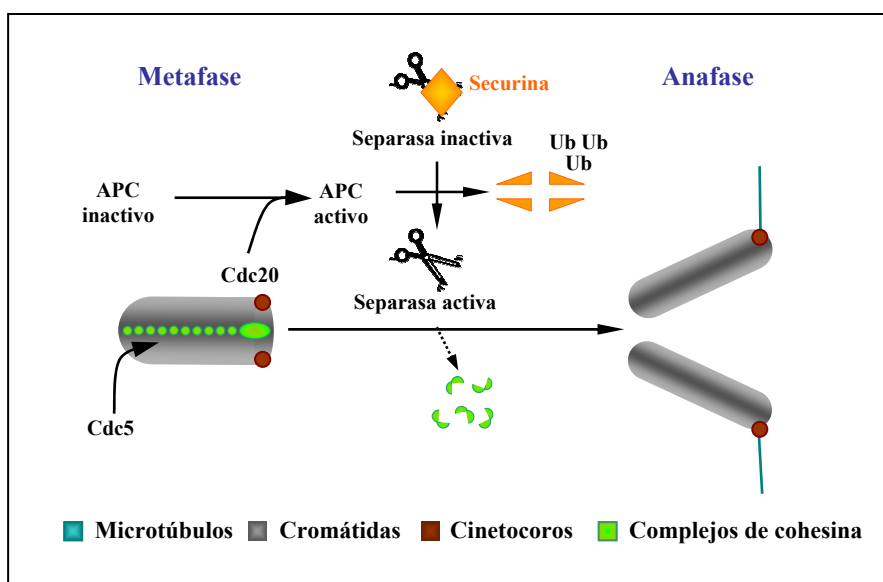 Metafase
Securina
Anafase
Separasa inactiva
Ub Ub
Ub
APC
inactivo
APC
activo
Cdc20
Separasa activa
Cdc5
Microtúbulos
Cromátidas
Cinetocoros
Complejos de cohesina